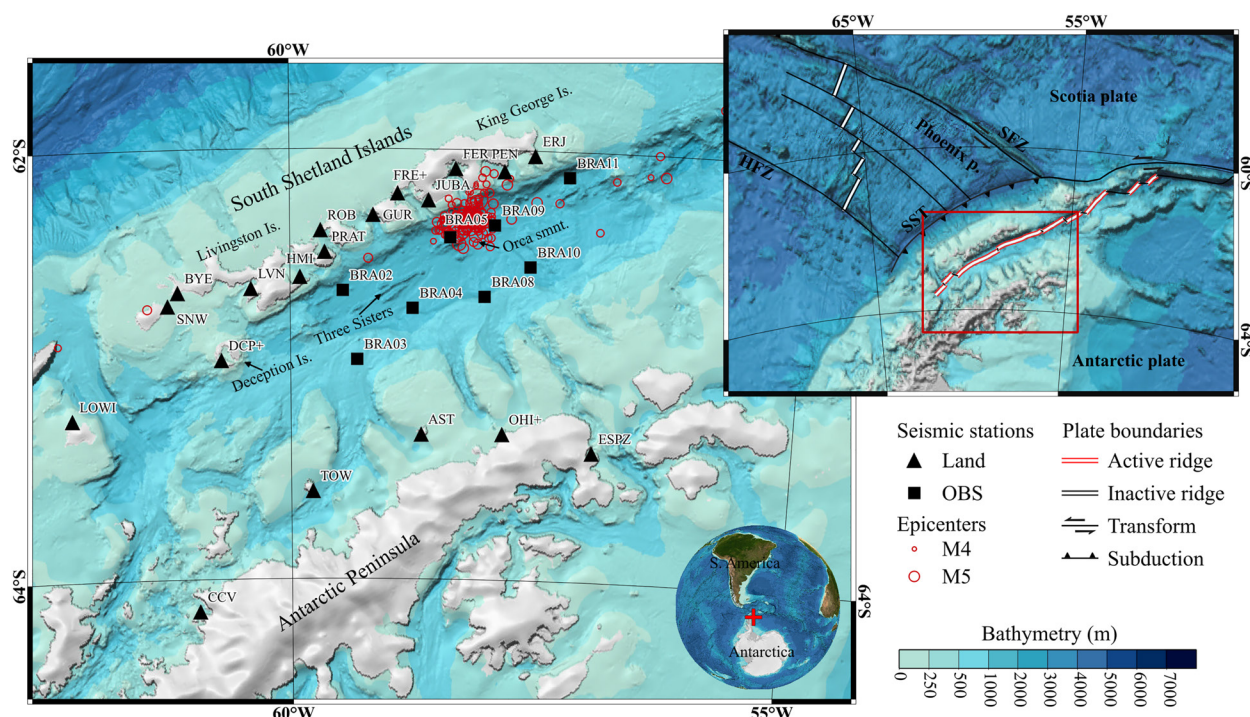 60°W
62°S
64°S
60°W
55°W
64°S
South Shetland Islands
King George Is.
Livingston Is.
Deception Is.
Three Sisters
Orca smnt.
Antarctic Peninsula
ERJ
FER
PEN
BRA11
FRE+
JUBA
GUR
BRA05
BRA09
ROB
PRAT
HMI
BRA10
BYE
LVN
BRA02
BRA08
SNW
BRA04
DCP+
BRA03
LOWI
AST
OHI+
ESPZ
TOW
CCV
S. America
Antarctica
65°W
55°W
60°S
64°S
Scotia plate
Phoenix p.
SFZ
HFZ
SST
Antarctic plate
Seismic stations
Land
OBS
Epicenters
M4
M5
Plate boundaries
Active ridge
Inactive ridge
Transform
Subduction
Bathymetry (m)
0
250
500
1000
2000
3000
4000
5000
6000
7000